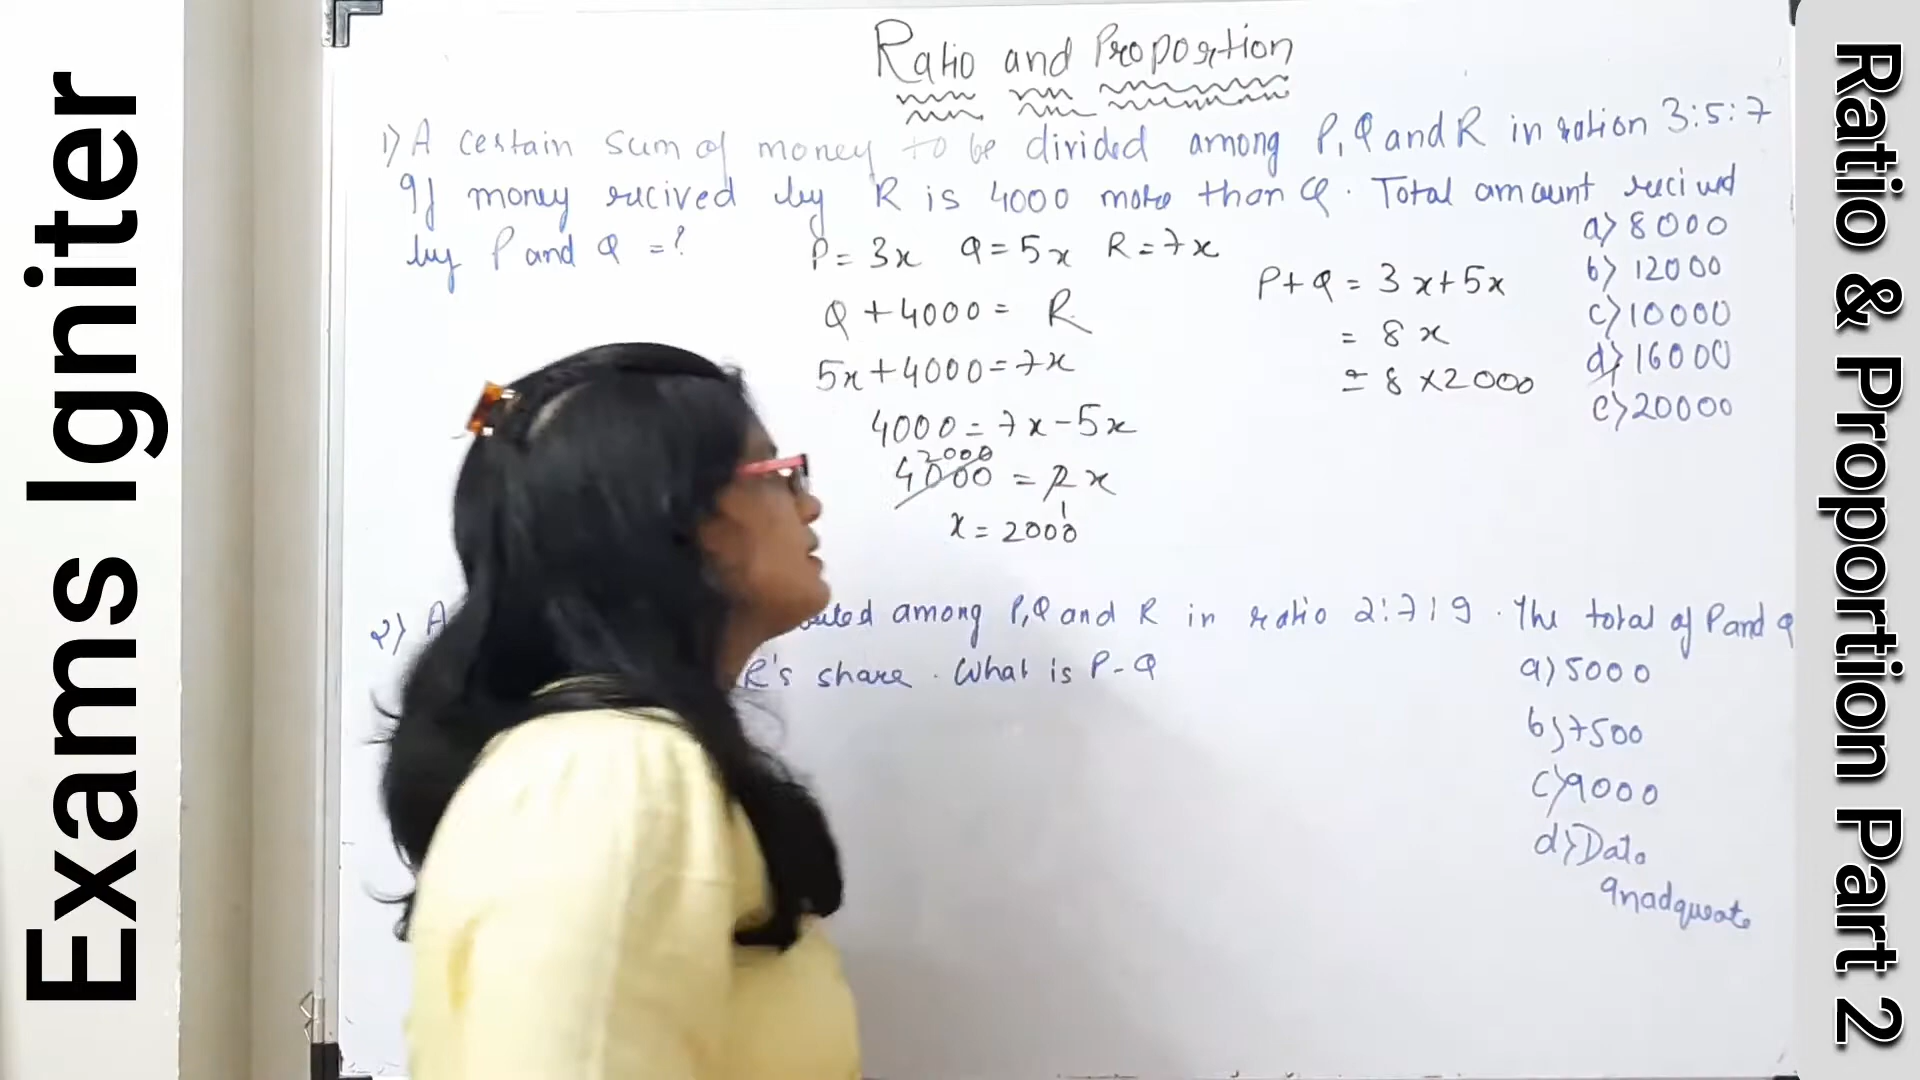 Exams Igniter
Ratio and Proportion
1) A certain sum of money to be divided among P, Q and R in ration 3:5:7
If money recived by R is 4000 more than Q. Total amount recived
by P and Q =?
P = 3x Q = 5x R = 7x
Q + 4000 = R
5x + 4000 = 7x
4000 = 7x - 5x
2000
4000 = 2x
1
x = 2000
P + Q = 3x + 5x
= 8x
= 8 × 2000
a) 8000
b) 12000
c) 10000
d) 16000
e) 20000
2) A uted among P, Q and R in ratio 2:7:9. The total of P and Q
R's share. What is P - Q
a) 5000
b) 7500
c) 9000
d) Data
Inadquate
Ratio & Proportion Part 2